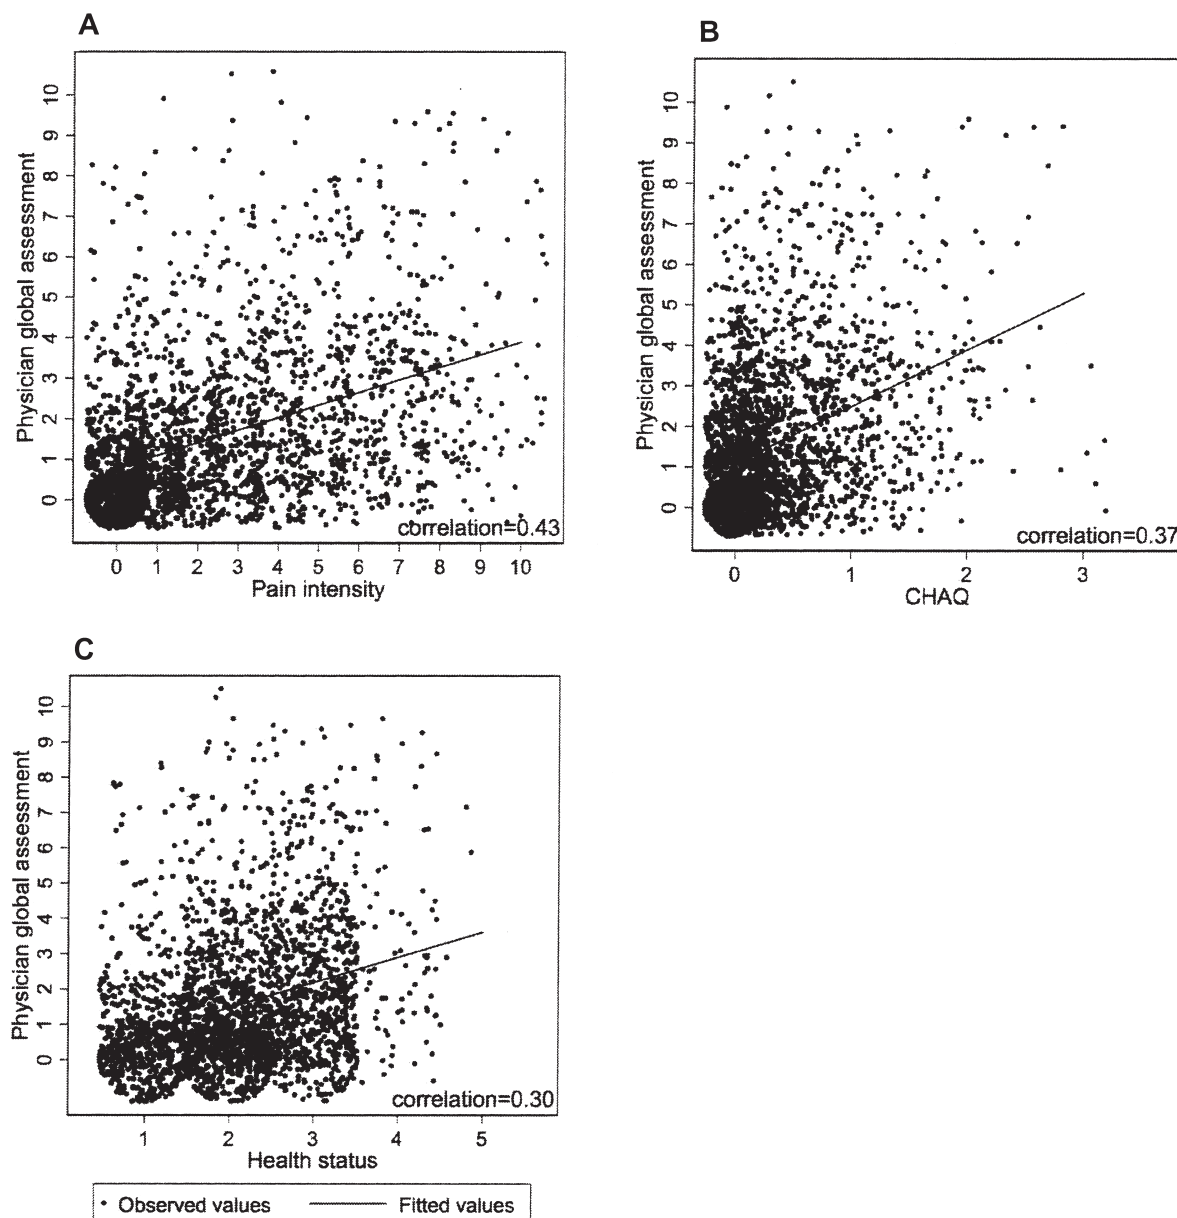 A
Physician global assessment
10
9
8
7
6
5
4
3
2
1
0
correlation=0.43
0 1 2 3 4 5 6 7 8 9 10
Pain intensity
B
Physician global assessment
10
9
8
7
6
5
4
3
2
1
0
correlation=0.37
0 1 2 3
CHAQ
C
Physician global assessment
10
9
8
7
6
5
4
3
2
1
0
correlation=0.30
1 2 3 4 5
Health status
Observed values Fitted values